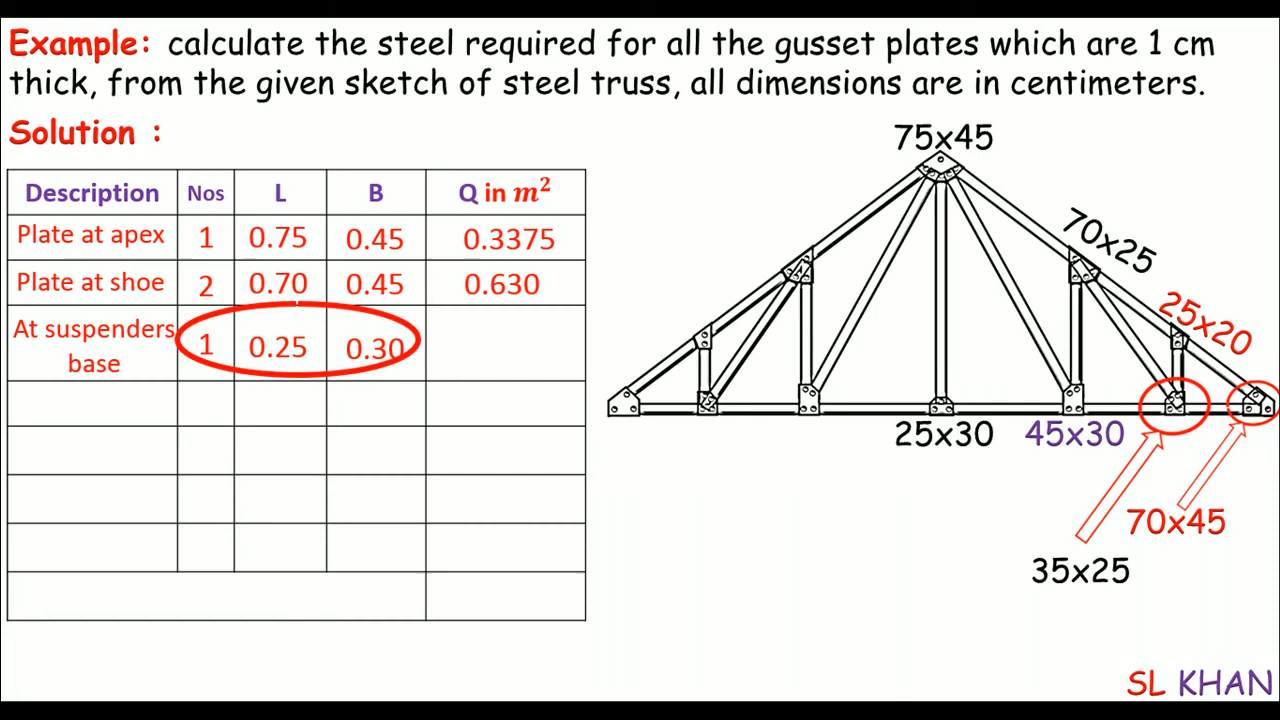 Example: calculate the steel required for all the gusset plates which are 1 cm
thick, from the given sketch of steel truss, all dimensions are in centimeters.
Solution :
Description Nos L B Q in m²
Plate at apex 1 0.75 0.45 0.3375
Plate at shoe 2 0.70 0.45 0.630
At suspenders base 1 0.25 0.30
75x45
70x25
25x20
25x30 45x30
70x45
35x25
SL KHAN